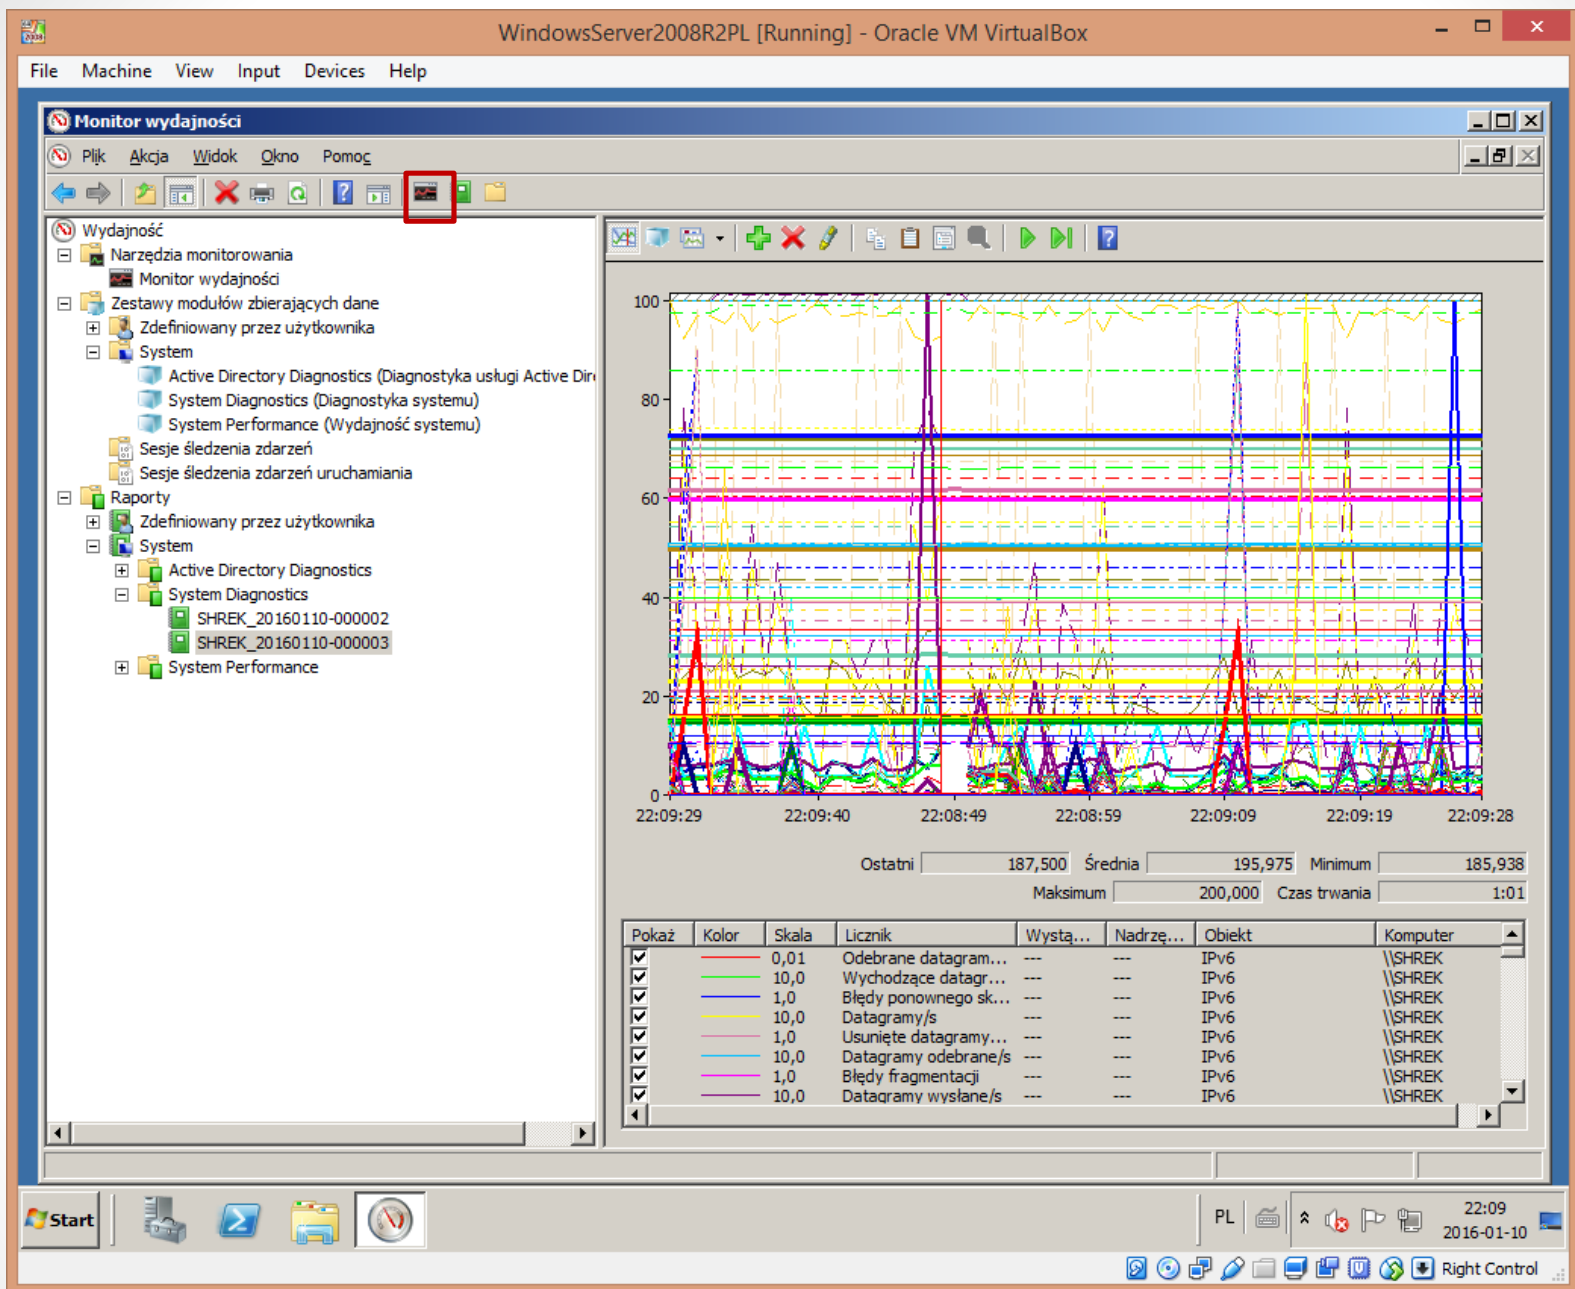 WindowsServer2008R2PL [Running] - Oracle VM VirtualBox
File Machine View Input Devices Help
Monitor wydajności
Plik Akcja Widok Okno Pomoc
Wydajność
Narzędzia monitorowania
Monitor wydajności
Zestawy modułów zbierających dane
Zdefiniowany przez użytkownika
System
Active Directory Diagnostics (Diagnostyka usługi Active Dir
System Diagnostics (Diagnostyka systemu)
System Performance (Wydajność systemu)
Sesje śledzenia zdarzeń
Sesje śledzenia zdarzeń uruchamiania
Raporty
Zdefiniowany przez użytkownika
System
Active Directory Diagnostics
System Diagnostics
SHREK_20160110-000002
SHREK_20160110-000003
System Performance
100
80
60
40
20
0
22:09:29 22:09:40 22:08:49 22:08:59 22:09:09 22:09:19 22:09:28
Ostatni 187,500 Średnia 195,975 Minimum 185,938
Maksimum 200,000 Czas trwania 1:01
Pokaż Kolor Skala Licznik Wystą... Nadrzę... Obiekt Komputer
0,01 Odebrane datagram... --- --- IPv6 \\SHREK
10,0 Wychodzące datagr... --- --- IPv6 \\SHREK
1,0 Błędy ponownego sk... --- --- IPv6 \\SHREK
10,0 Datagramy/s --- --- IPv6 \\SHREK
1,0 Usunięte datagramy... --- --- IPv6 \\SHREK
10,0 Datagramy odebrane/s --- --- IPv6 \\SHREK
1,0 Błędy fragmentacji --- --- IPv6 \\SHREK
10,0 Datagramy wysłane/s --- --- IPv6 \\SHREK
Start
PL
22:09
2016-01-10
Right Control